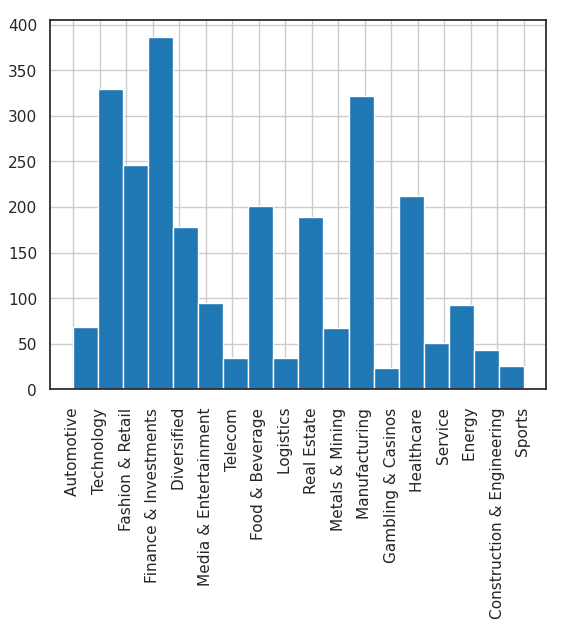 400
350
300
250
200
150
100
50
0
Automotive
Technology
Fashion & Retail
Finance & Investments
Diversified
Media & Entertainment
Telecom
Food & Beverage
Logistics
Real Estate
Metals & Mining
Manufacturing
Gambling & Casinos
Healthcare
Service
Energy
Construction & Engineering
Sports